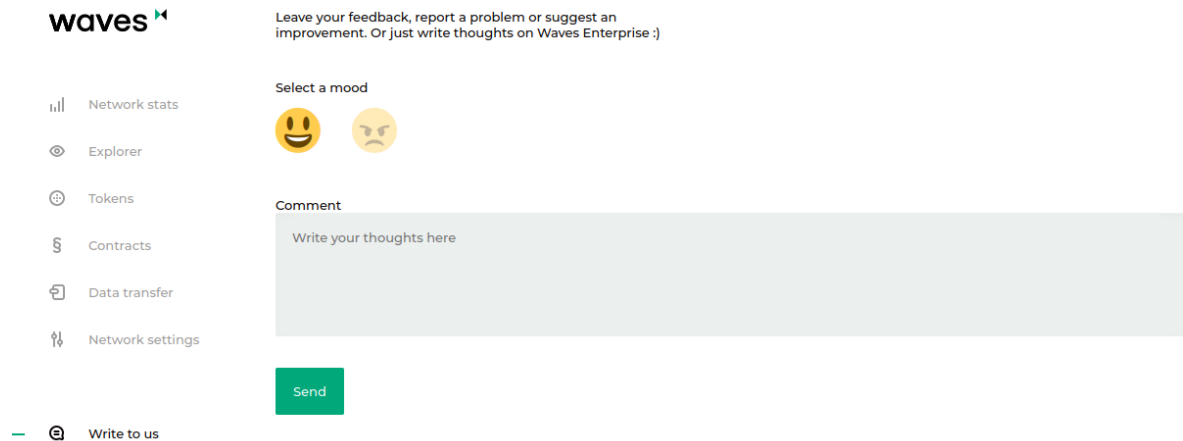 waves
Leave your feedback, report a problem or suggest an
improvement. Or just write thoughts on Waves Enterprise :)
Select a mood
Network stats
Explorer
Tokens
Contracts
Data transfer
Network settings
Write to us
Comment
Write your thoughts here
Send